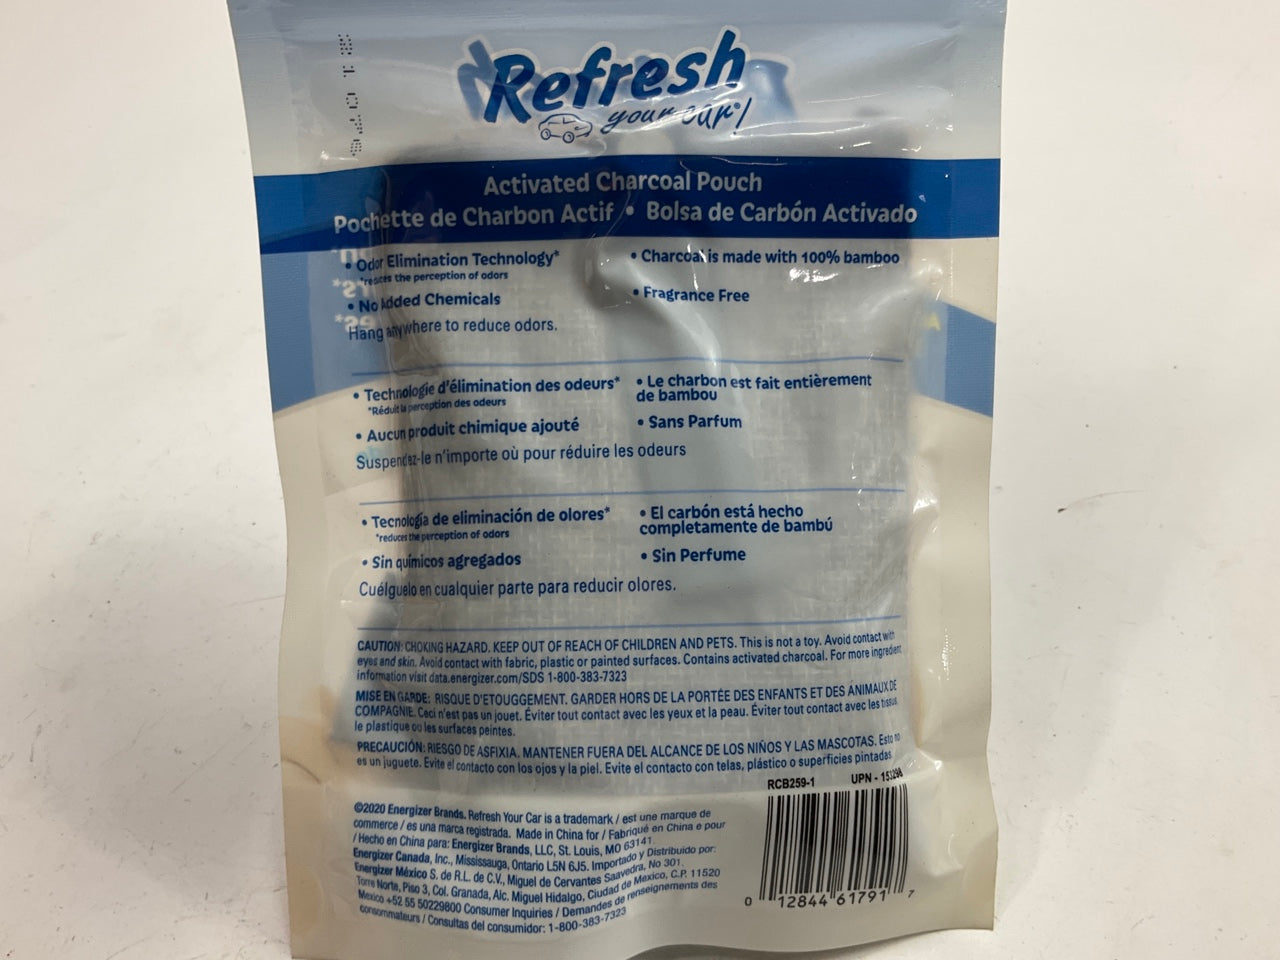 Refresh
your car!
Activated Charcoal Pouch
Pochette de Charbon Actif • Bolsa de Carbón Activado
• Odor Elimination Technology*
*reduces the perception of odors
• No Added Chemicals
• Charcoal is made with 100% bamboo
• Fragrance Free
Hang anywhere to reduce odors.
• Technologie d'élimination des odeurs*
*Réduit la perception des odeurs
• Aucun produit chimique ajouté
• Le charbon est fait entièrement
de bambou
• Sans Parfum
Suspendez-le n'importe où pour réduire les odeurs
• Tecnología de eliminación de olores*
*reduces the perception of odors
• Sin químicos agregados
• El carbón está hecho
completamente de bambú
• Sin Perfume
Cuélguelo en cualquier parte para reducir olores.
CAUTION: CHOKING HAZARD. KEEP OUT OF REACH OF CHILDREN AND PETS. This is not a toy. Avoid contact with
eyes and skin. Avoid contact with fabric, plastic or painted surfaces. Contains activated charcoal. For more ingredient
information visit data.energizer.com/SDS 1-800-383-7323
MISE EN GARDE: RISQUE D'ETOUGGEMENT. GARDER HORS DE LA PORTÉE DES ENFANTS ET DES ANIMAUX DE
COMPAGNIE. Ceci n'est pas un jouet. Éviter tout contact avec les yeux et la peau. Éviter tout contact avec les tissus,
le plastique ou les surfaces peintes.
PRECAUCIÓN: RIESGO DE ASFIXIA. MANTENER FUERA DEL ALCANCE DE LOS NIÑOS Y LAS MASCOTAS. Esto no
es un juguete. Evite el contacto con los ojos y la piel. Evite el contacto con telas, plástico o superficies pintadas.
RCB259-1 UPN - 151298
©2020 Energizer Brands. Refresh Your Car is a trademark / est une marque de
commerce / es una marca registrada. Made in China for / Fabriqué en China e pour
/ Hecho en China para: Energizer Brands, LLC, St. Louis, MO 63141.
Energizer Canada, Inc., Mississauga, Ontario L5N 6J5. Importado y Distribuido por:
Energizer México S. de R.L. de C.V., Miguel de Cervantes Saavedra, No 301.
Torre Norte, Piso 3, Col. Granada, Alc. Miguel Hidalgo, Ciudad de Mexico, C.P. 11520
Mexico +52 55 50229800 Consumer Inquiries / Demandes de renseignements des
consommateurs / Consultas del consumidor: 1-800-383-7323
0 12844 61791 7